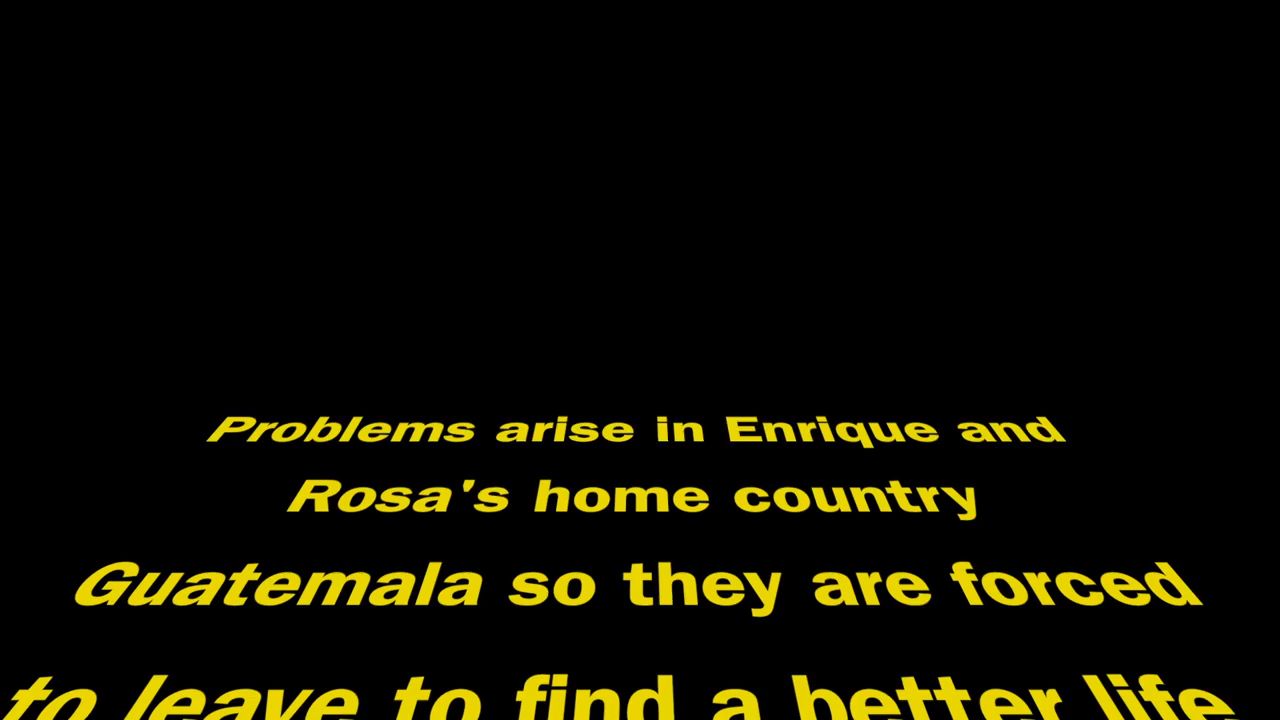 Problems arise in Enrique and
Rosa's home country
Guatemala so they are forced
to leave to find a better life